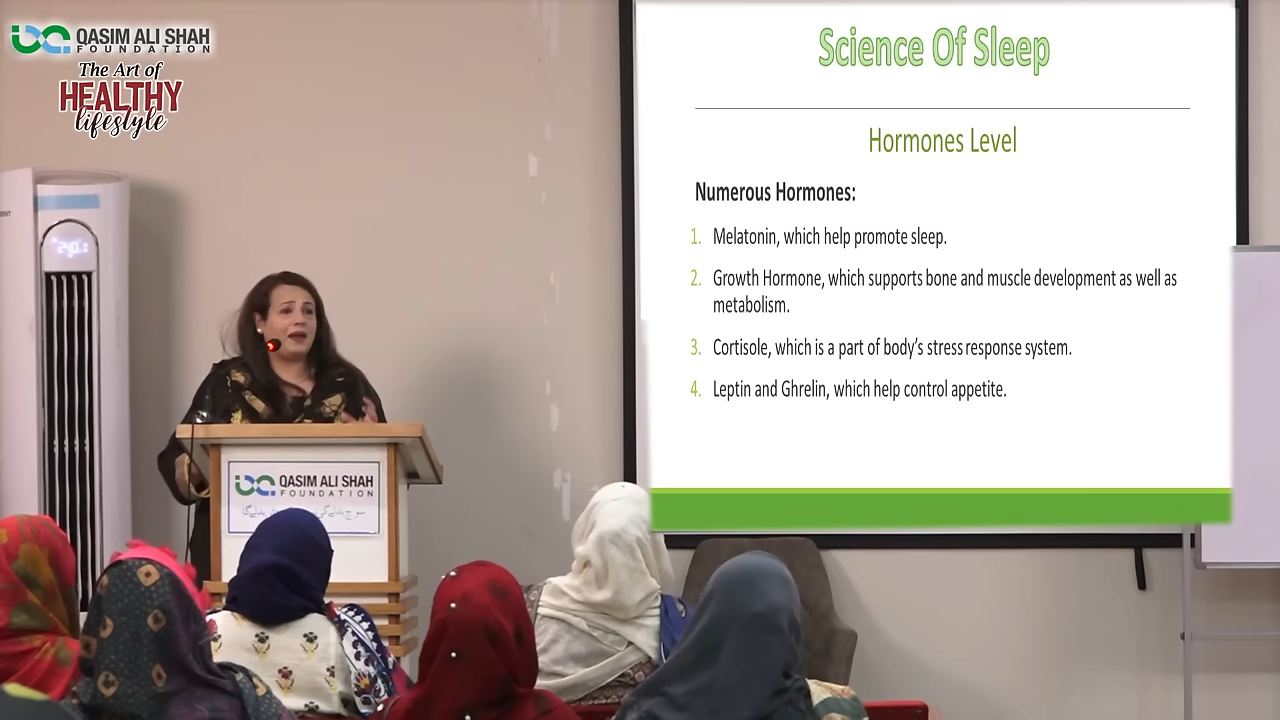 QASIM ALI SHAH
FOUNDATION
The Art of
HEALTHY
lifestyle
Science Of Sleep
Hormones Level
Numerous Hormones:
1. Melatonin, which help promote sleep.
2. Growth Hormone, which supports bone and muscle development as well as
metabolism.
3. Cortisole, which is a part of body's stress response system.
4. Leptin and Ghrelin, which help control appetite.
QASIM ALI SHAH
FOUNDATION